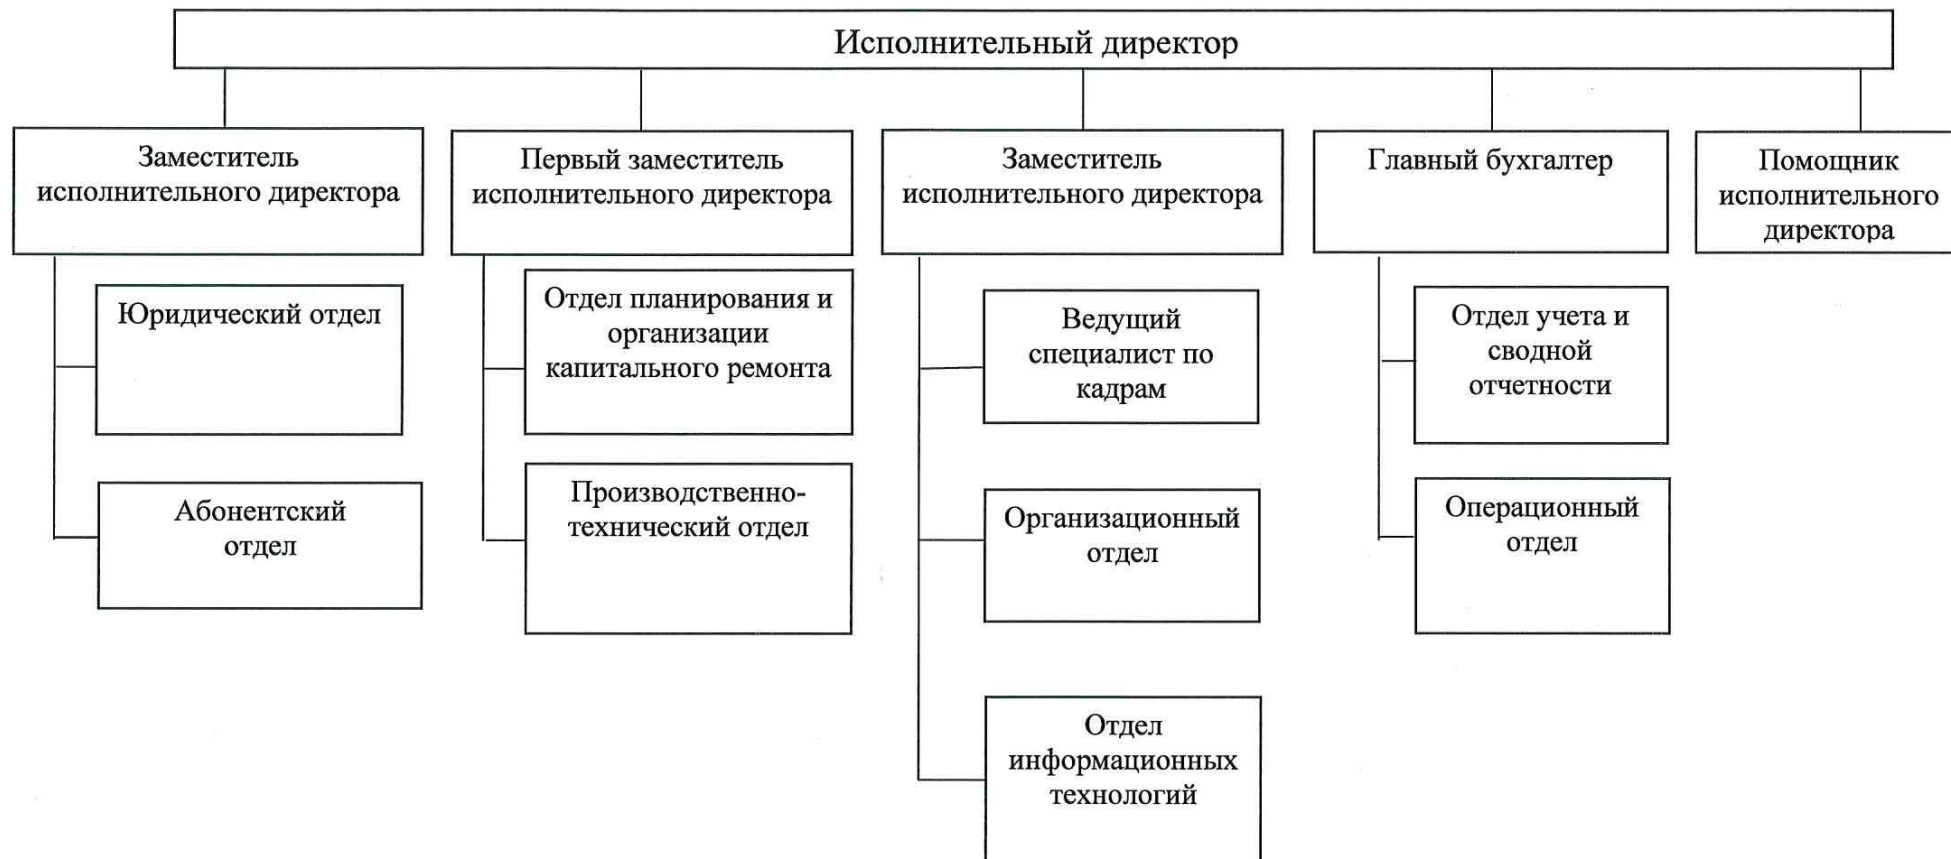 Исполнительный директор
Заместитель
исполнительного директора
Юридический отдел
Абонентский
отдел
Первый заместитель
исполнительного директора
Отдел планирования и
организации
капитального ремонта
Производственно-
технический отдел
Заместитель
исполнительного директора
Ведущий
специалист по
кадрам
Организационный
отдел
Отдел
информационных
технологий
Главный бухгалтер
Отдел учета и
сводной
отчетности
Операционный
отдел
Помощник
исполнительного
директора